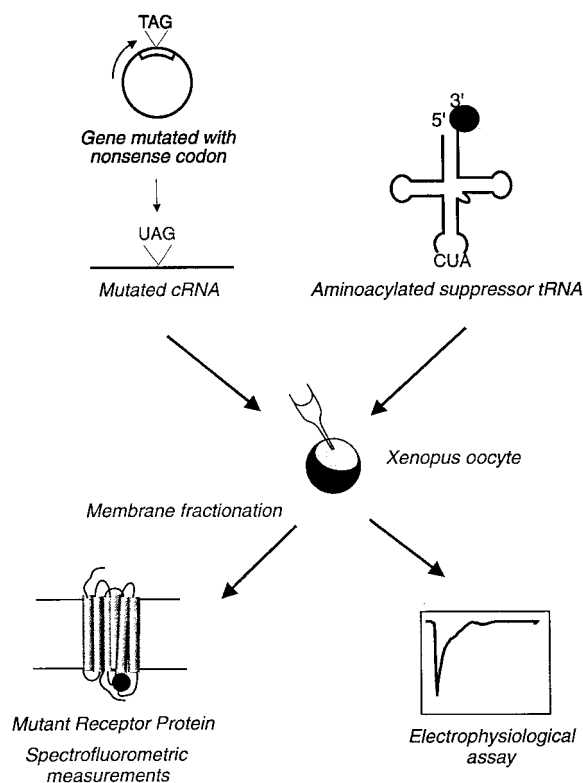 TAG
Gene mutated with
nonsense codon
UAG
Mutated cRNA
5'
3'
CUA
Aminoacylated suppressor tRNA
Xenopus oocyte
Membrane fractionation
Mutant Receptor Protein
Spectrofluorometric
measurements
Electrophysiological
assay